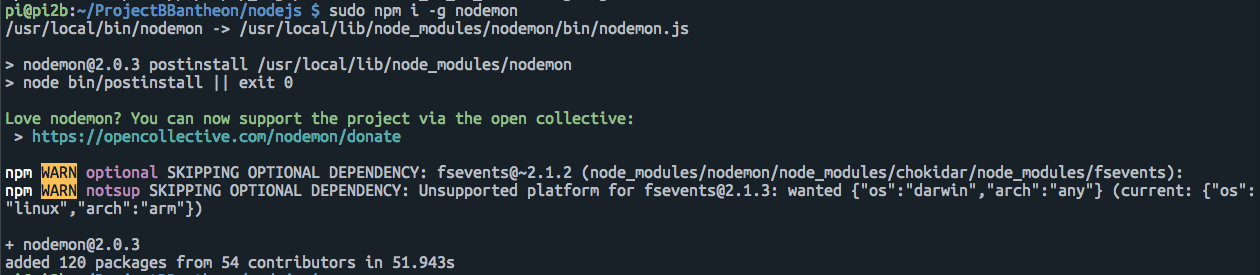 pi@pi2b:~/ProjectBBantheon/nodejs $ sudo npm i -g nodemon
/usr/local/bin/nodemon -> /usr/local/lib/node_modules/nodemon/bin/nodemon.js
> nodemon@2.0.3 postinstall /usr/local/lib/node_modules/nodemon
> node bin/postinstall || exit 0
Love nodemon? You can now support the project via the open collective:
 > https://opencollective.com/nodemon/donate
npm WARN optional SKIPPING OPTIONAL DEPENDENCY: fsevents@~2.1.2 (node_modules/nodemon/node_modules/chokidar/node_modules/fsevents):
npm WARN notsup SKIPPING OPTIONAL DEPENDENCY: Unsupported platform for fsevents@2.1.3: wanted {"os":"darwin","arch":"any"} (current: {"os":
"linux","arch":"arm"})
+ nodemon@2.0.3
added 120 packages from 54 contributors in 51.943s